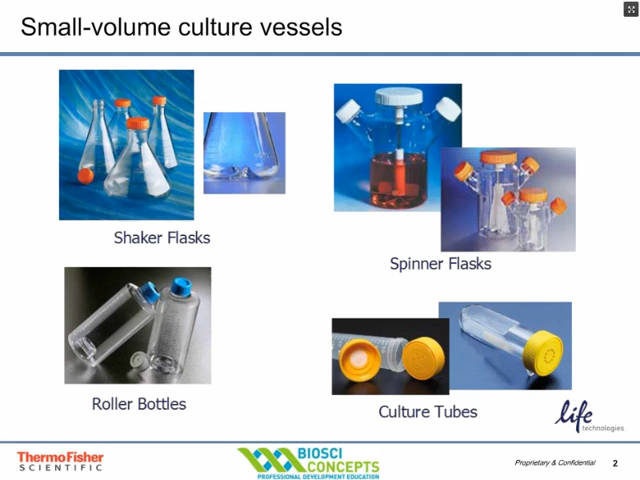 Small-volume culture vessels
Shaker Flasks
Spinner Flasks
Roller Bottles
Culture Tubes
life
technologies
ThermoFisher
SCIENTIFIC
BIOSCI
CONCEPTS
PROFESSIONAL DEVELOPMENT EDUCATION
Proprietary & Confidential
2